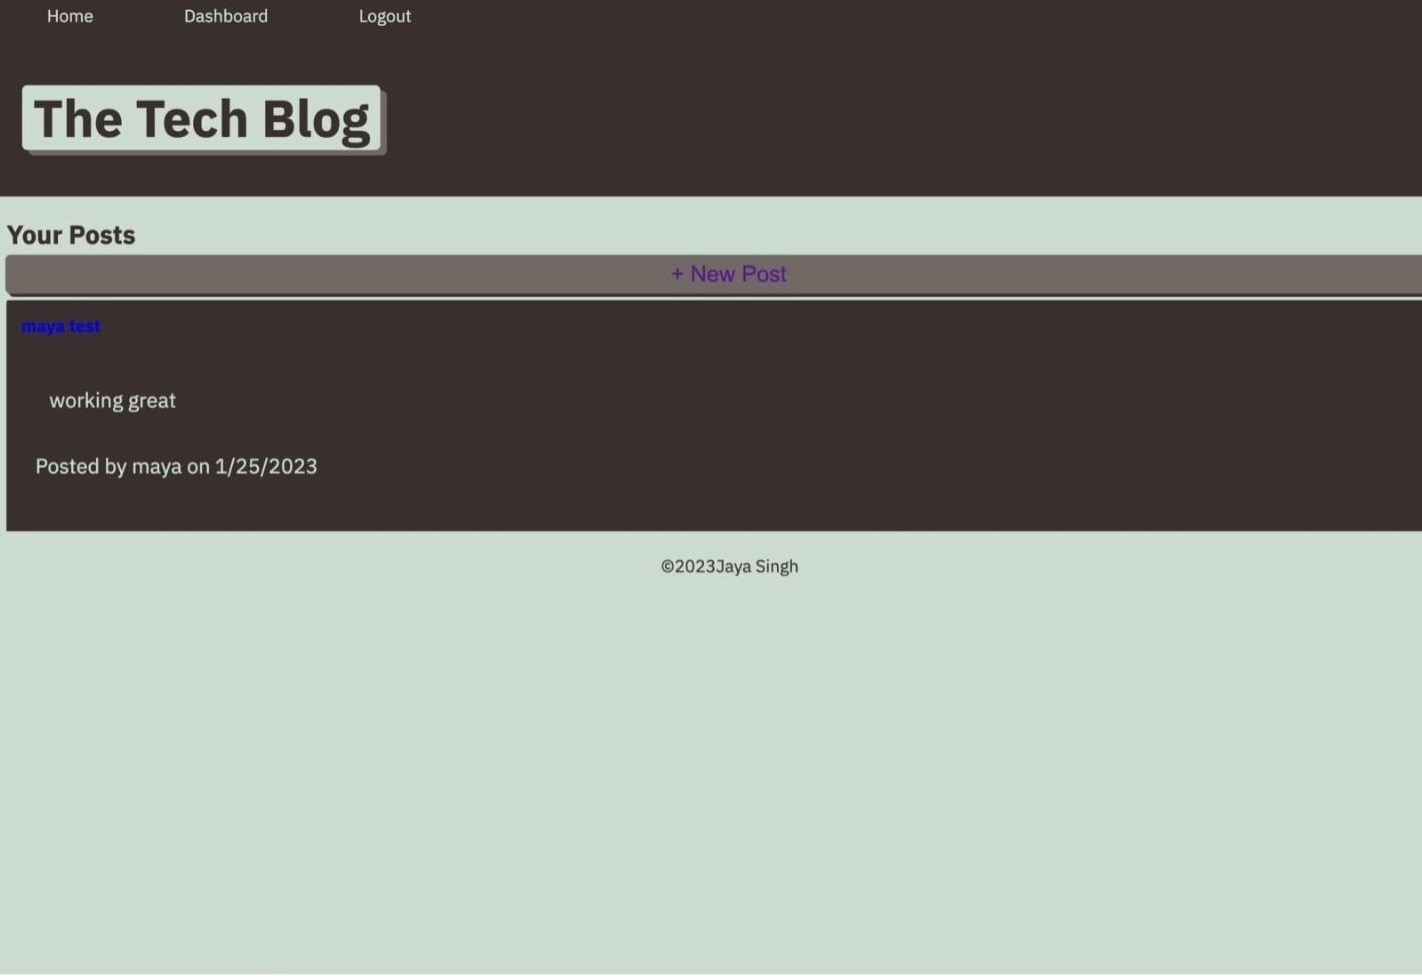 Home Dashboard Logout
The Tech Blog
Your Posts
+ New Post
maya test
working great
Posted by maya on 1/25/2023
©2023Jaya Singh